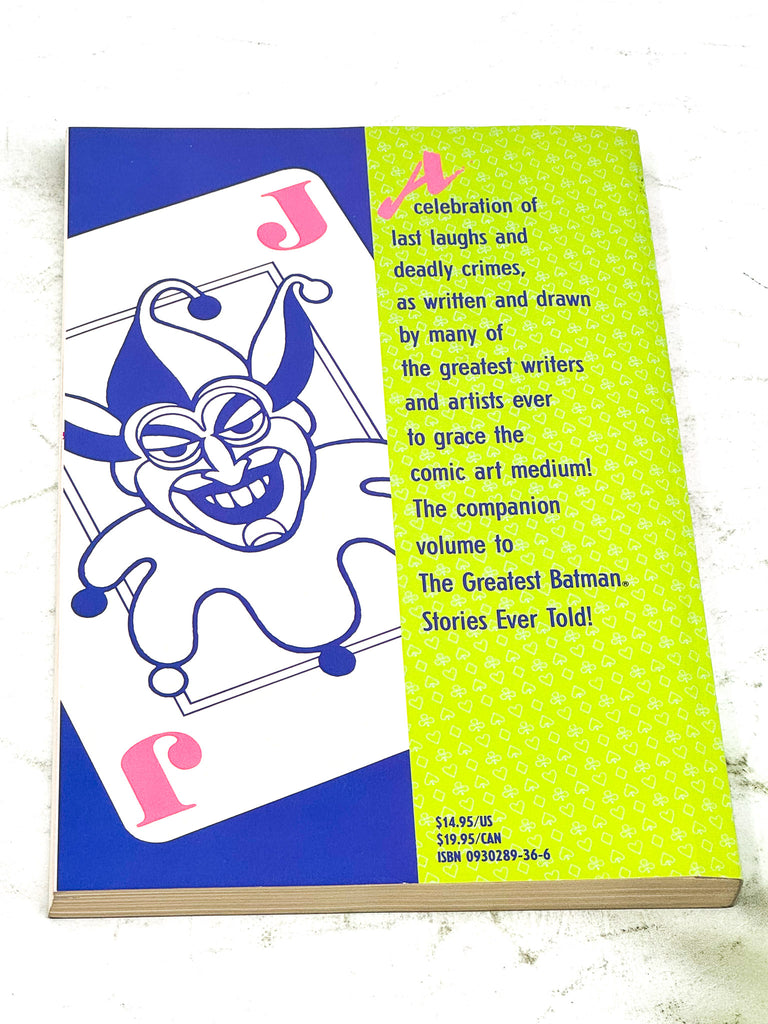 J
A
celebration of
last laughs and
deadly crimes,
as written and drawn
by many of
the greatest writers
and artists ever
to grace the
comic art medium!
The companion
volume to
The Greatest Batman®
Stories Ever Told!
J
$14.95/US
$19.95/CAN
ISBN 0930289-36-6